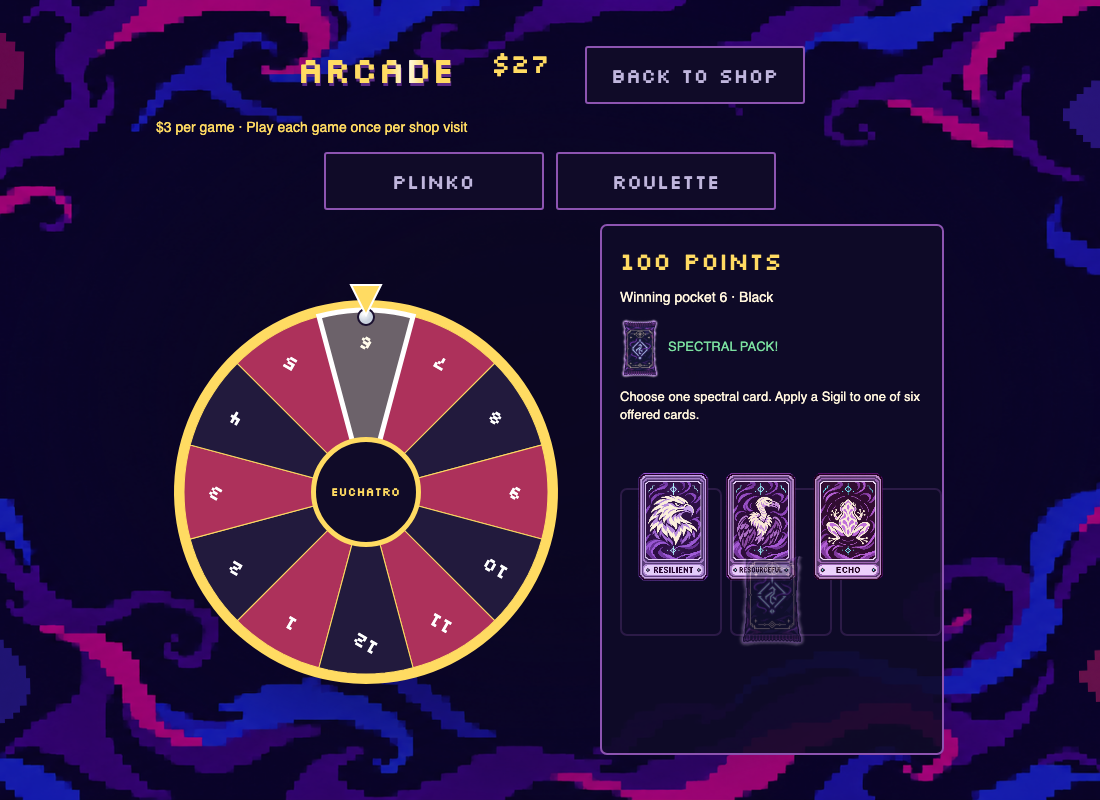 ARCADE
$27
BACK TO SHOP
$3 per game · Play each game once per shop visit
PLINKO
ROULETTE
100 POINTS
Winning pocket 6 · Black
SPECTRAL PACK!
Choose one spectral card. Apply a Sigil to one of six
offered cards.
RESILIENT
RESOURCEFUL
ECHO
EUCHATRO
1
2
3
4
5
6
7
8
9
10
11
12